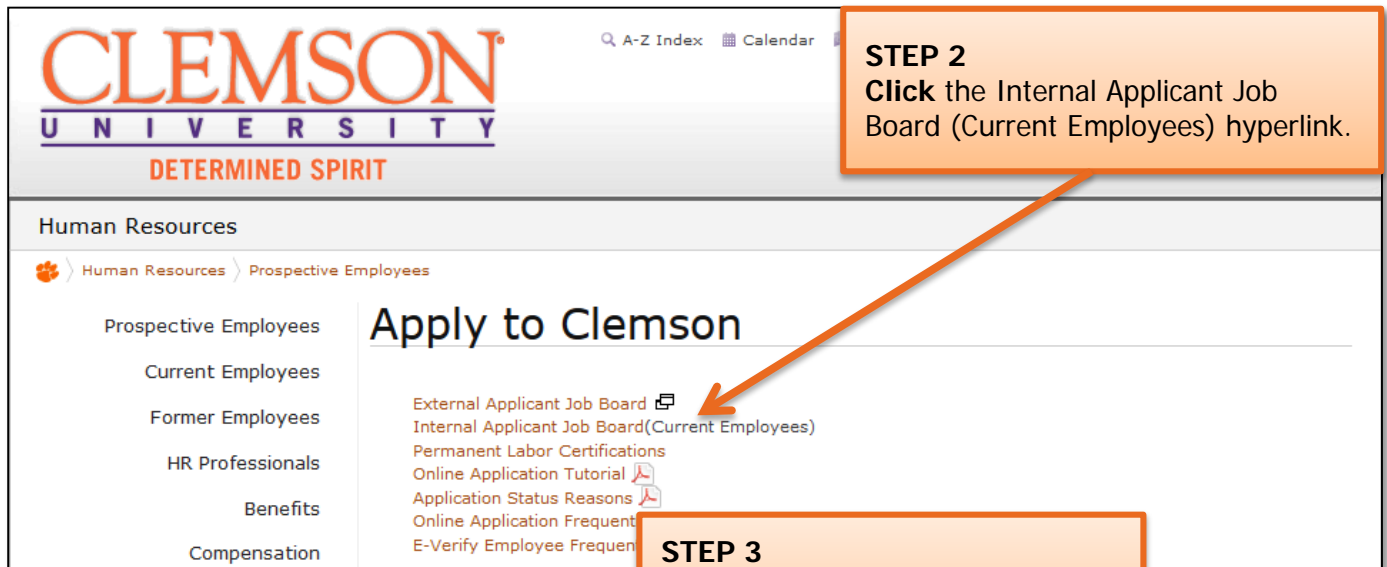 CLEMSON
UNIVERSITY
DETERMINED SPIRIT
A-Z Index Calendar
STEP 2
Click the Internal Applicant Job
Board (Current Employees) hyperlink.
Human Resources
Human Resources Prospective Employees
Prospective Employees
Current Employees
Former Employees
HR Professionals
Benefits
Compensation
Apply to Clemson
External Applicant Job Board
Internal Applicant Job Board(Current Employees)
Permanent Labor Certifications
Online Application Tutorial
Application Status Reasons
Online Application Frequent
E-Verify Employee Frequen
STEP 3